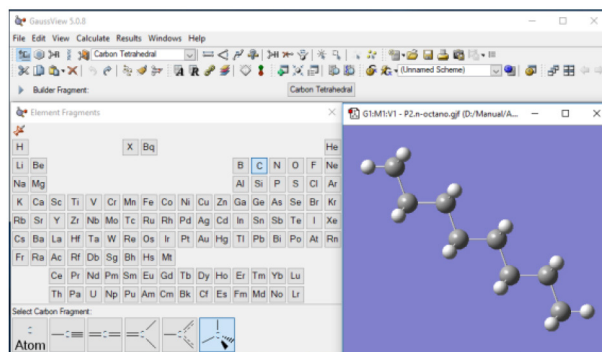 GaussView 5.0.8
File Edit View Calculate Results Windows Help
Carbon Tetrahedral
(Unnamed Scheme)
Builder Fragment: Carbon Tetrahedral
Element Fragments
G1:M1:V1 - P2.n-octano.gjf (D:/Manual/A...
H X Bq He
Li Be B C N O F Ne
Na Mg Al Si P S Cl Ar
K Ca Sc Ti V Cr Mn Fe Co Ni Cu Zn Ga Ge As Se Br Kr
Rb Sr Y Zr Nb Mo Tc Ru Rh Pd Ag Cd In Sn Sb Te I Xe
Cs Ba La Hf Ta W Re Os Ir Pt Au Hg Tl Pb Bi Po At Rn
Fr Ra Ac Rf Db Sg Bh Hs Mt
Ce Pr Nd Pm Sm Eu Gd Tb Dy Ho Er Tm Yb Lu
Th Pa U Np Pu Am Cm Bk Cf Es Fm Md No Lr
Select Carbon Fragment:
Atom